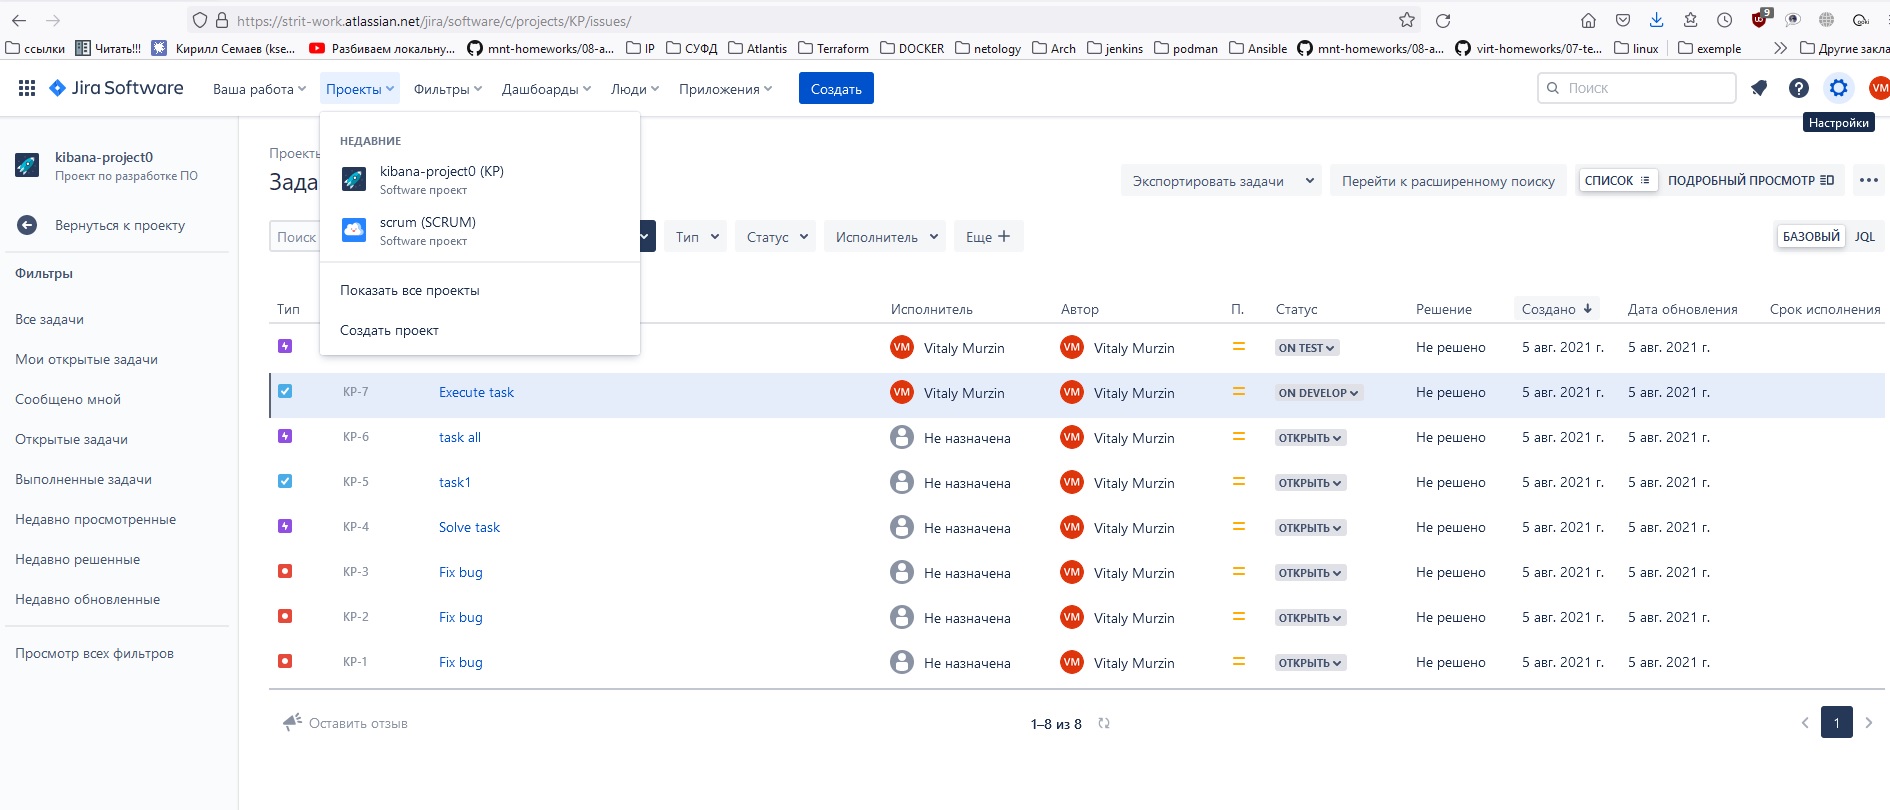 https://strit-work.atlassian.net/jira/software/c/projects/KP/issues/
9
ссылки Читать!!! Кирилл Семаев (kse... Разбиваем локальну... mnt-homeworks/08-a... IP СУФД Atlantis Terraform DOCKER netology Arch jenkins podman Ansible mnt-homeworks/08-a... virt-homeworks/07-te... linux exemple Другие закла
Jira Software Ваша работа Проекты Фильтры Дашбоарды Люди Приложения Создать Поиск VM
Настройки
kibana-project0
Проект по разработке ПО
Вернуться к проекту
Фильтры
Все задачи
Мои открытые задачи
Сообщено мной
Открытые задачи
Выполненные задачи
Недавно просмотренные
Недавно решенные
Недавно обновленные
Просмотр всех фильтров
НЕДАВНИЕ
kibana-project0 (KP)
Software проект
scrum (SCRUM)
Software проект
Показать все проекты
Создать проект
Проекты
Зада
Экспортировать задачи Перейти к расширенному поиску СПИСОК ПОДРОБНЫЙ ПРОСМОТР
Поиск Тип Статус Исполнитель Еще + БАЗОВЫЙ JQL
Тип Исполнитель Автор П. Статус Решение Создано Дата обновления Срок исполнения
VM Vitaly Murzin VM Vitaly Murzin ON TEST Не решено 5 авг. 2021 г. 5 авг. 2021 г.
KP-7 Execute task VM Vitaly Murzin VM Vitaly Murzin ON DEVELOP Не решено 5 авг. 2021 г. 5 авг. 2021 г.
KP-6 task all Не назначена VM Vitaly Murzin ОТКРЫТЬ Не решено 5 авг. 2021 г. 5 авг. 2021 г.
KP-5 task1 Не назначена VM Vitaly Murzin ОТКРЫТЬ Не решено 5 авг. 2021 г. 5 авг. 2021 г.
KP-4 Solve task Не назначена VM Vitaly Murzin ОТКРЫТЬ Не решено 5 авг. 2021 г. 5 авг. 2021 г.
KP-3 Fix bug Не назначена VM Vitaly Murzin ОТКРЫТЬ Не решено 5 авг. 2021 г. 5 авг. 2021 г.
KP-2 Fix bug Не назначена VM Vitaly Murzin ОТКРЫТЬ Не решено 5 авг. 2021 г. 5 авг. 2021 г.
KP-1 Fix bug Не назначена VM Vitaly Murzin ОТКРЫТЬ Не решено 5 авг. 2021 г. 5 авг. 2021 г.
Оставить отзыв 1–8 из 8 1